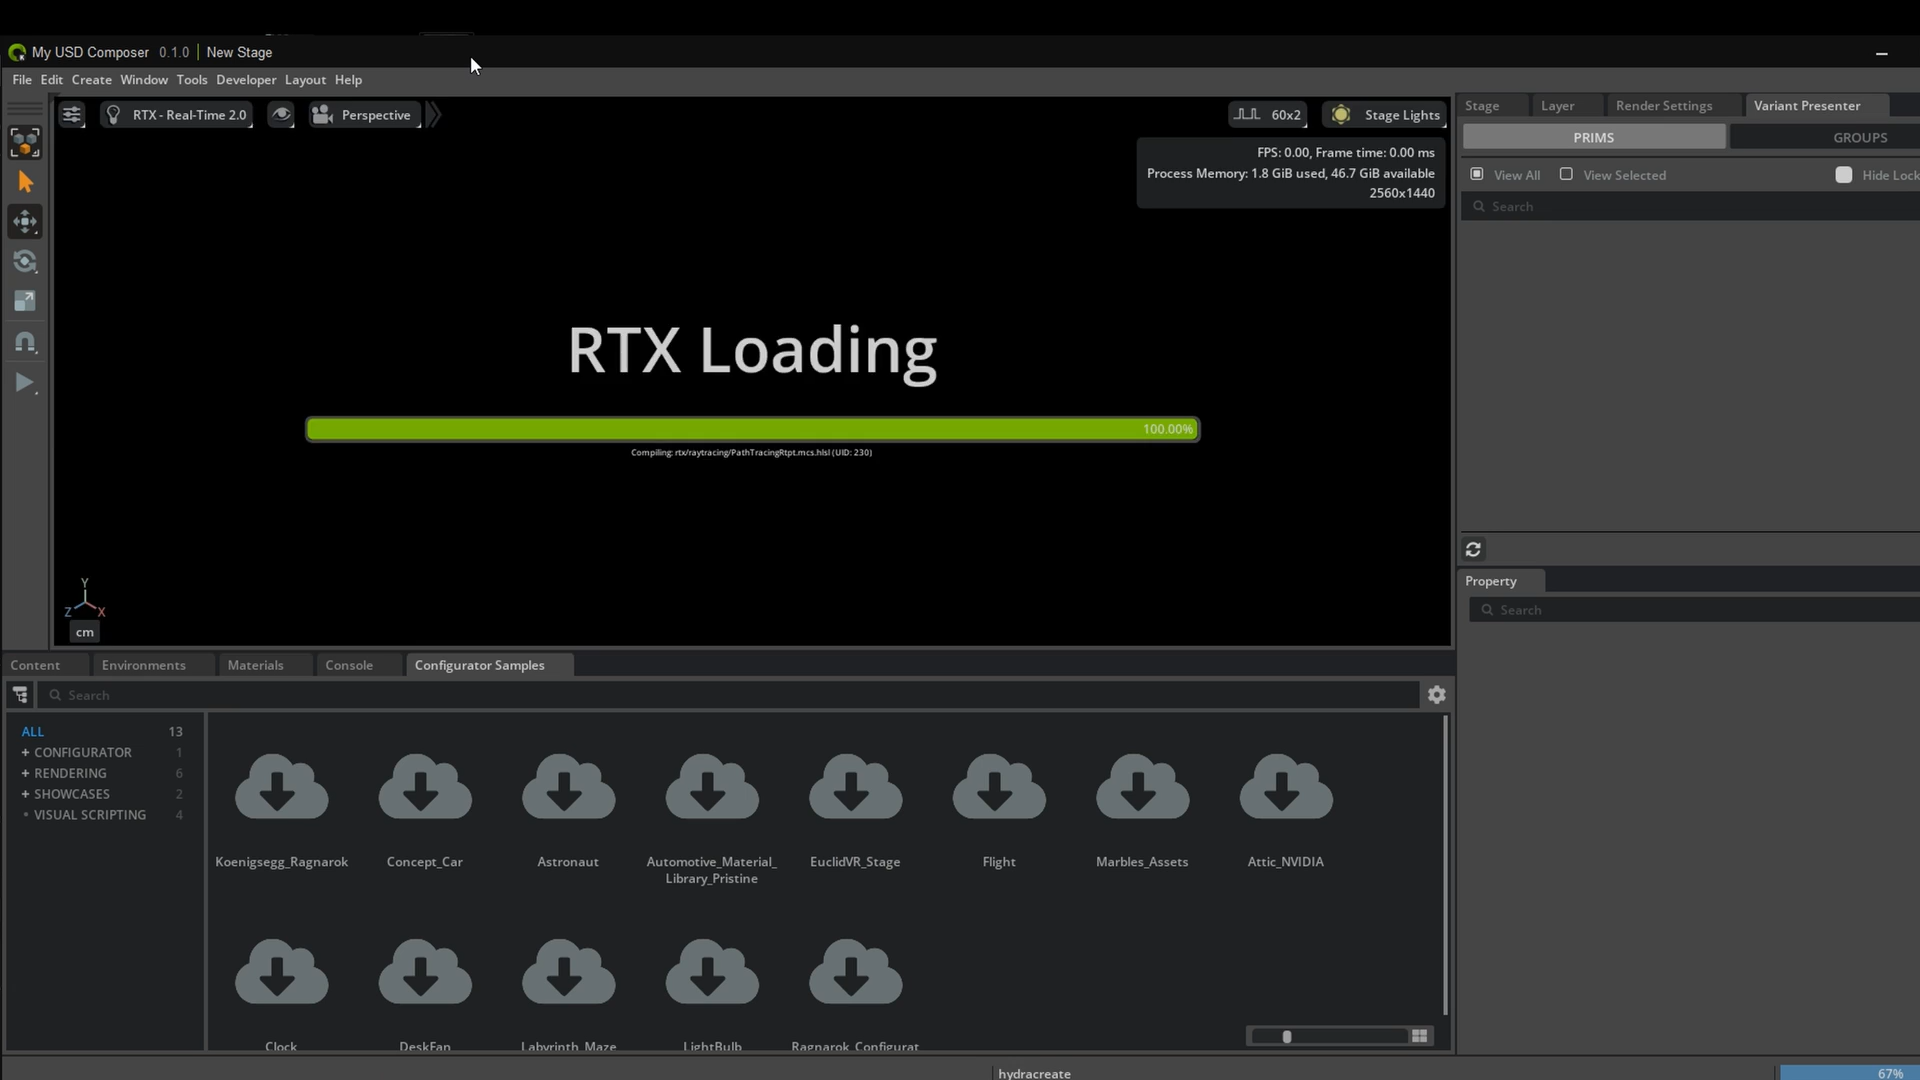 My USD Composer 0.1.0 | New Stage
File Edit Create Window Tools Developer Layout Help
RTX - Real-Time 2.0 Perspective 60x2 Stage Lights
FPS: 0.00, Frame time: 0.00 ms
Process Memory: 1.8 GiB used, 46.7 GiB available
2560x1440
RTX Loading
100.00%
Compiling: rtx/raytracing/PathTracingRtpt.mcs.hlsl (UID: 230)
Y
Z X
cm
Stage Layer Render Settings Variant Presenter
PRIMS GROUPS
View All View Selected Hide Lock
Search
Property
Search
Content Environments Materials Console Configurator Samples
Search
ALL 13
+ CONFIGURATOR 1
+ RENDERING 6
+ SHOWCASES 2
VISUAL SCRIPTING 4
Koenigsegg_Ragnarok Concept_Car Astronaut Automotive_Material_ EuclidVR_Stage Flight Marbles_Assets Attic_NVIDIA
Library_Pristine
Clock DeskFan Labyrinth_Maze LightBulb Ragnarok_Configurat
hydracreate 67%